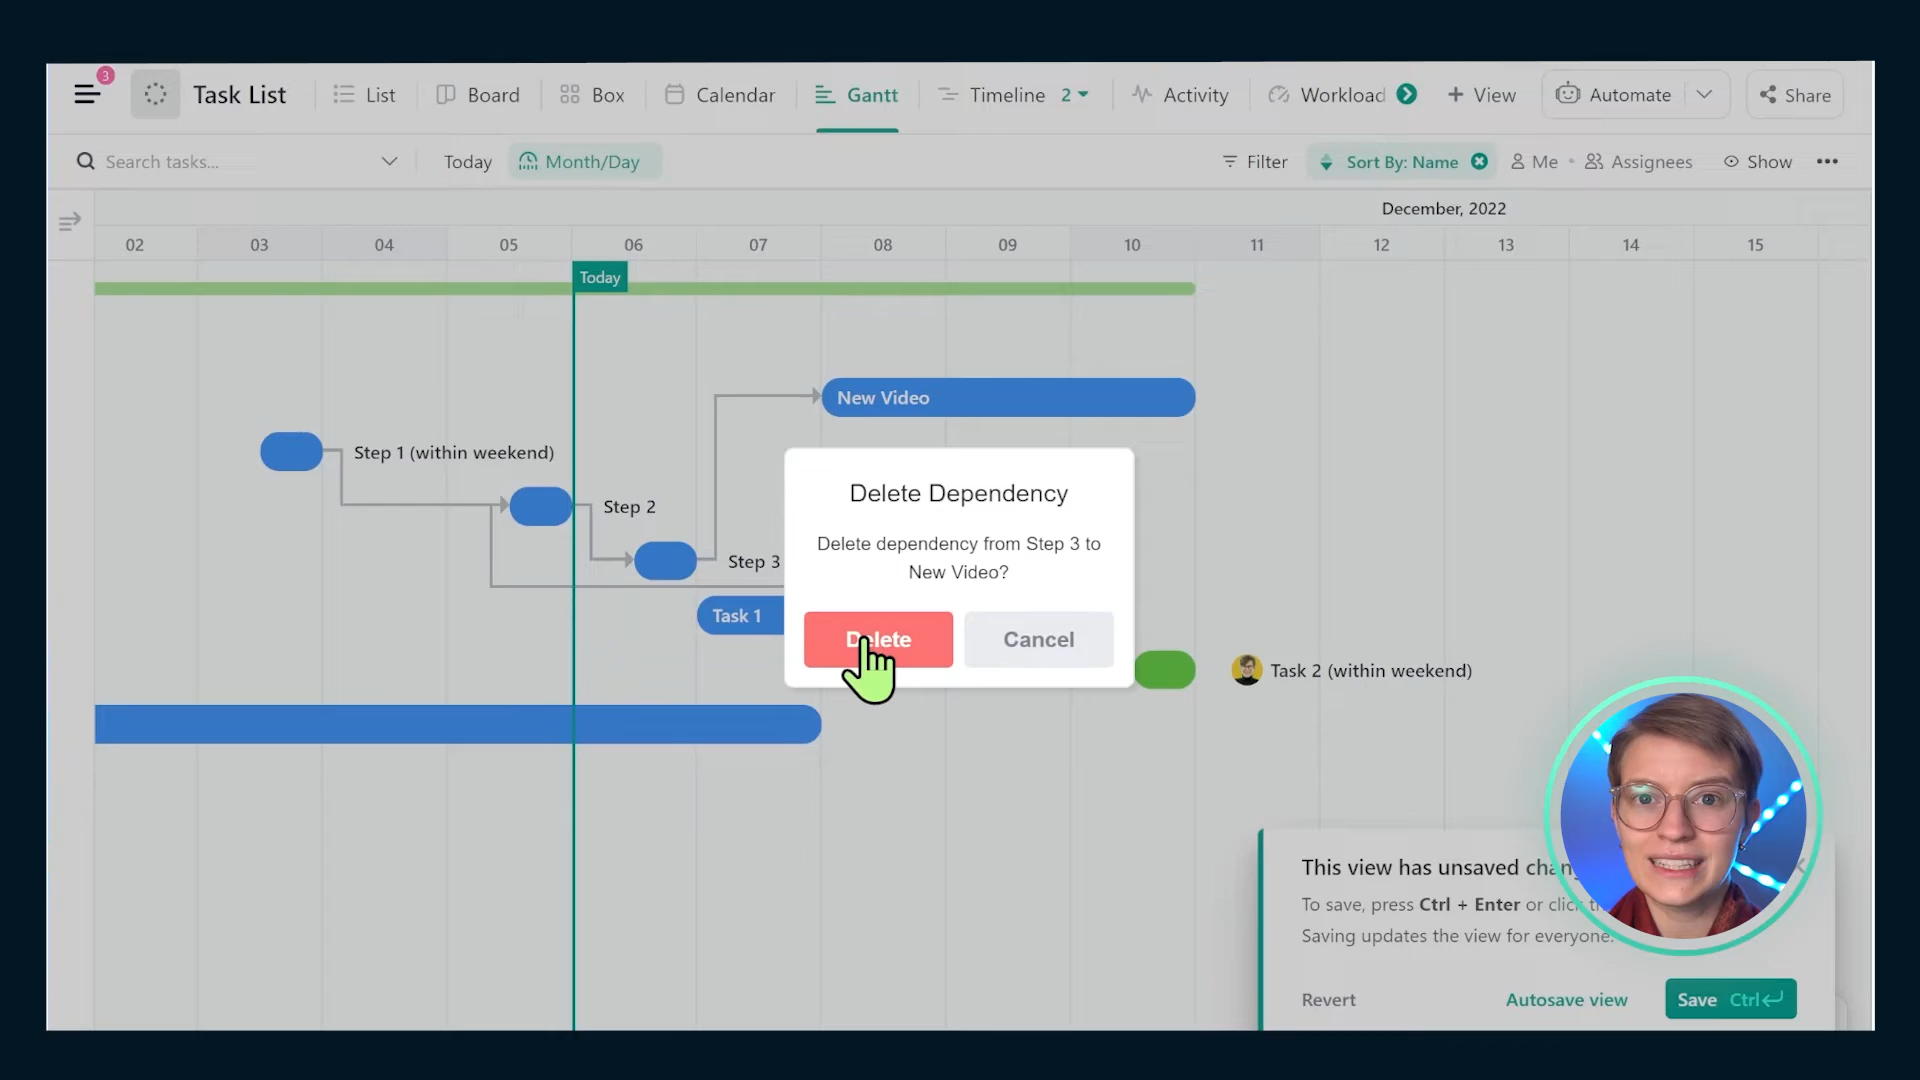 3
Task List
List
Board
Box
Calendar
Gantt
Timeline 2
Activity
Workload
+ View
Automate
Share
Search tasks...
Today
Month/Day
Filter
Sort By: Name
Me
Assignees
Show
December, 2022
02 03 04 05 06 07 08 09 10 11 12 13 14 15
Today
New Video
Step 1 (within weekend)
Step 2
Step 3
Task 1
Task 2 (within weekend)
Delete Dependency
Delete dependency from Step 3 to
New Video?
Delete
Cancel
This view has unsaved
To save, press Ctrl + Enter or click
Saving updates the view for everyone.
Revert
Autosave view
Save Ctrl